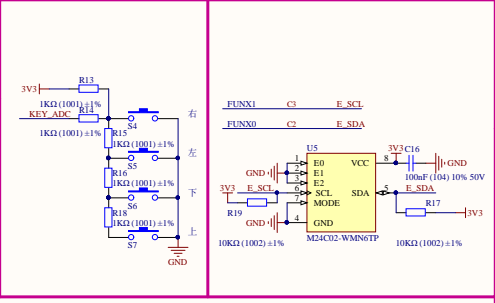 R13
3V3
1KΩ (1001) ±1%
KEY_ADC
R14
S4
右
1KΩ (1001) ±1%
R15
1KΩ (1001) ±1%
S5
左
R16
1KΩ (1001) ±1%
S6
下
R18
1KΩ (1001) ±1%
S7
上
GND
FUNX1 C3 E_SCL
FUNX0 C2 E_SDA
U5
3V3
C16
1 E0 VCC 8
GND 2 E1
3 E2
GND
100nF (104) 10% 50V
3V3 E_SCL
6 SCL SDA 5 E_SDA
7 MODE
R19
R17
3V3
GND 4 GND
10KΩ (1002) ±1%
M24C02-WMN6TP
10KΩ (1002) ±1%